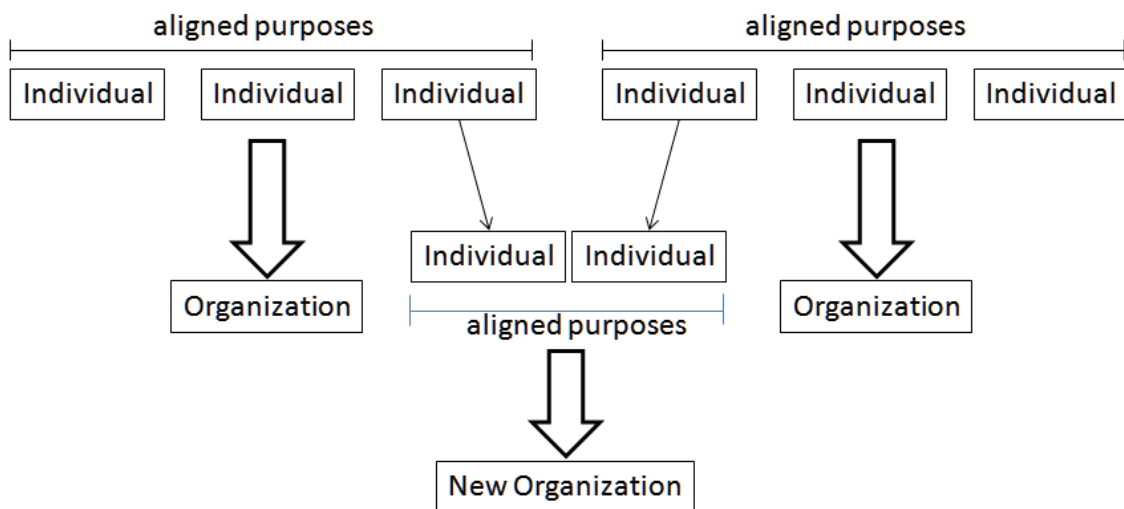 aligned purposes
aligned purposes
Individual
Individual
Individual
Individual
Individual
Individual
Individual
Individual
Organization
Organization
aligned purposes
New Organization